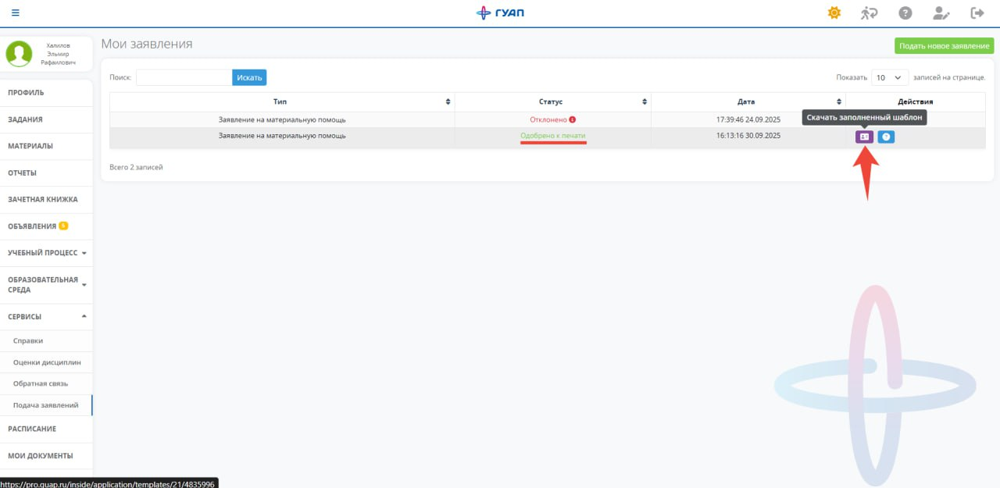 ГУАП
Халилов
Эльмир
Рафаилович
Мои заявления
Подать новое заявление
Поиск:
Искать
Показать 10 записей на странице.
Тип Статус Дата Действия
Заявление на материальную помощь Отклонено 17:39:46 24.09.2025
Скачать заполненный шаблон
Заявление на материальную помощь Одобрено к печати 16:13:16 30.09.2025
Всего 2 записей
ПРОФИЛЬ
ЗАДАНИЯ
МАТЕРИАЛЫ
ОТЧЕТЫ
ЗАЧЕТНАЯ КНИЖКА
ОБЪЯВЛЕНИЯ
УЧЕБНЫЙ ПРОЦЕСС
ОБРАЗОВАТЕЛЬНАЯ
СРЕДА
СЕРВИСЫ
Справки
Оценки дисциплин
Обратная связь
Подача заявлений
РАСПИСАНИЕ
МОИ ДОКУМЕНТЫ
https://pro.guap.ru/inside/application/templates/21/4835996